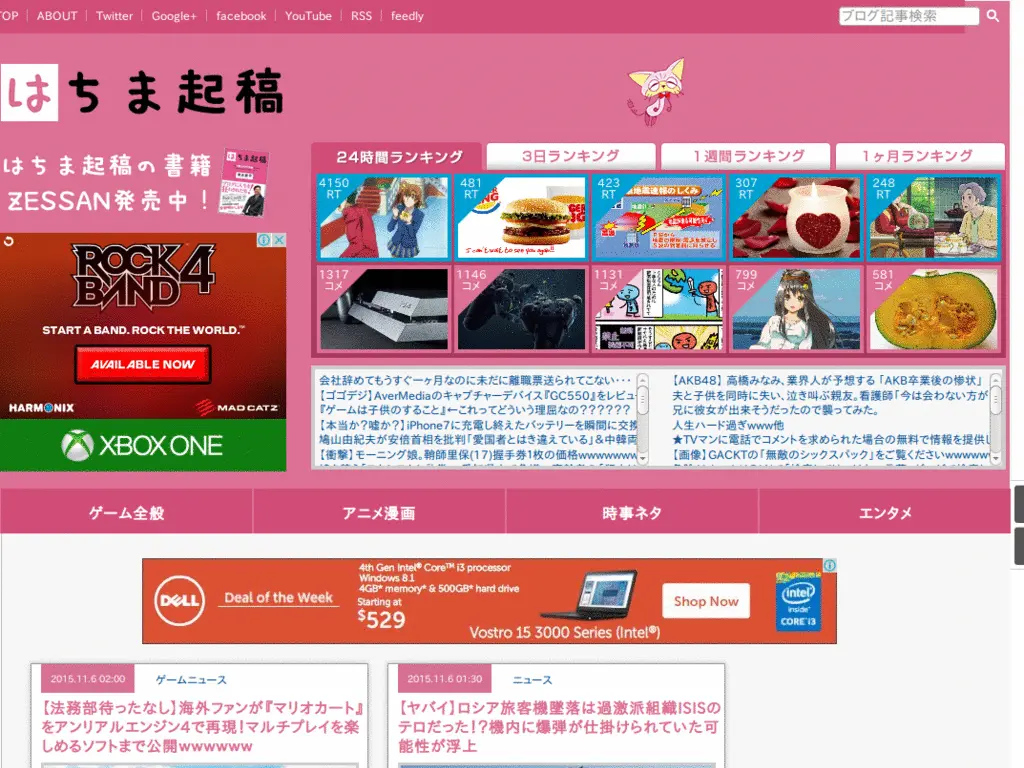 TOP ABOUT Twitter Google+ facebook YouTube RSS feedly
ブログ記事検索
はちま起稿
はちま起稿の書籍
ZESSAN発売中！
24時間ランキング 3日ランキング 1週間ランキング 1ヶ月ランキング
4150 RT
481 RT
423 RT
307 RT
248 RT
I can't wait to see you again!!
1317 コメ
1146 コメ
1131 コメ
799 コメ
581 コメ
ROCK BAND 4
START A BAND. ROCK THE WORLD.™
AVAILABLE NOW
HARMONIX MAD CATZ
XBOX ONE
会社辞めてもうすぐ一ヶ月なのに未だに離職票送られてこない･･･
【ゴゴデジ】AverMediaのキャプチャーデバイス『GC550』をレビュ
『ゲームは子供のすること』←これってどういう理屈なの??????
【本当か?嘘か?】iPhone7に充電し終えたバッテリーを瞬間に交換
鳩山由紀夫が安倍首相を批判「愛国者とはき違えている」&中韓両
【衝撃】モーニング娘。鞘師里保(17)握手券1枚の価格wwwwwwww
【AKB48】 高橋みなみ、業界人が予想する 「AKB卒業後の惨状」
夫と子供を同時に失い、泣き叫ぶ親友。看護師「今は会わない方が
兄に彼女が出来そうだったので襲ってみた。
人生ハード過ぎwww他
★TVマンに電話でコメントを求められた場合の無料で情報を提供し
【画像】GACKTの「無敵のシックスパック」をご覧くださいwwwwww
ゲーム全般 アニメ漫画 時事ネタ エンタメ
DELL
Deal of the Week
4th Gen Intel® Core™ i3 processor
Windows 8.1
4GB* memory* & 500GB* hard drive
Starting at
$529
Vostro 15 3000 Series (Intel®)
Shop Now
intel inside™
CORE™ i3
2015.11.6 02:00 ゲームニュース
【法務部待ったなし】海外ファンが『マリオカート』
をアンリアルエンジン4で再現！マルチプレイを楽
しめるソフトまで公開wwwwww
2015.11.6 01:30 ニュース
【ヤバイ】ロシア旅客機墜落は過激派組織ISISの
テロだった！？機内に爆弾が仕掛けられていた可
能性が浮上